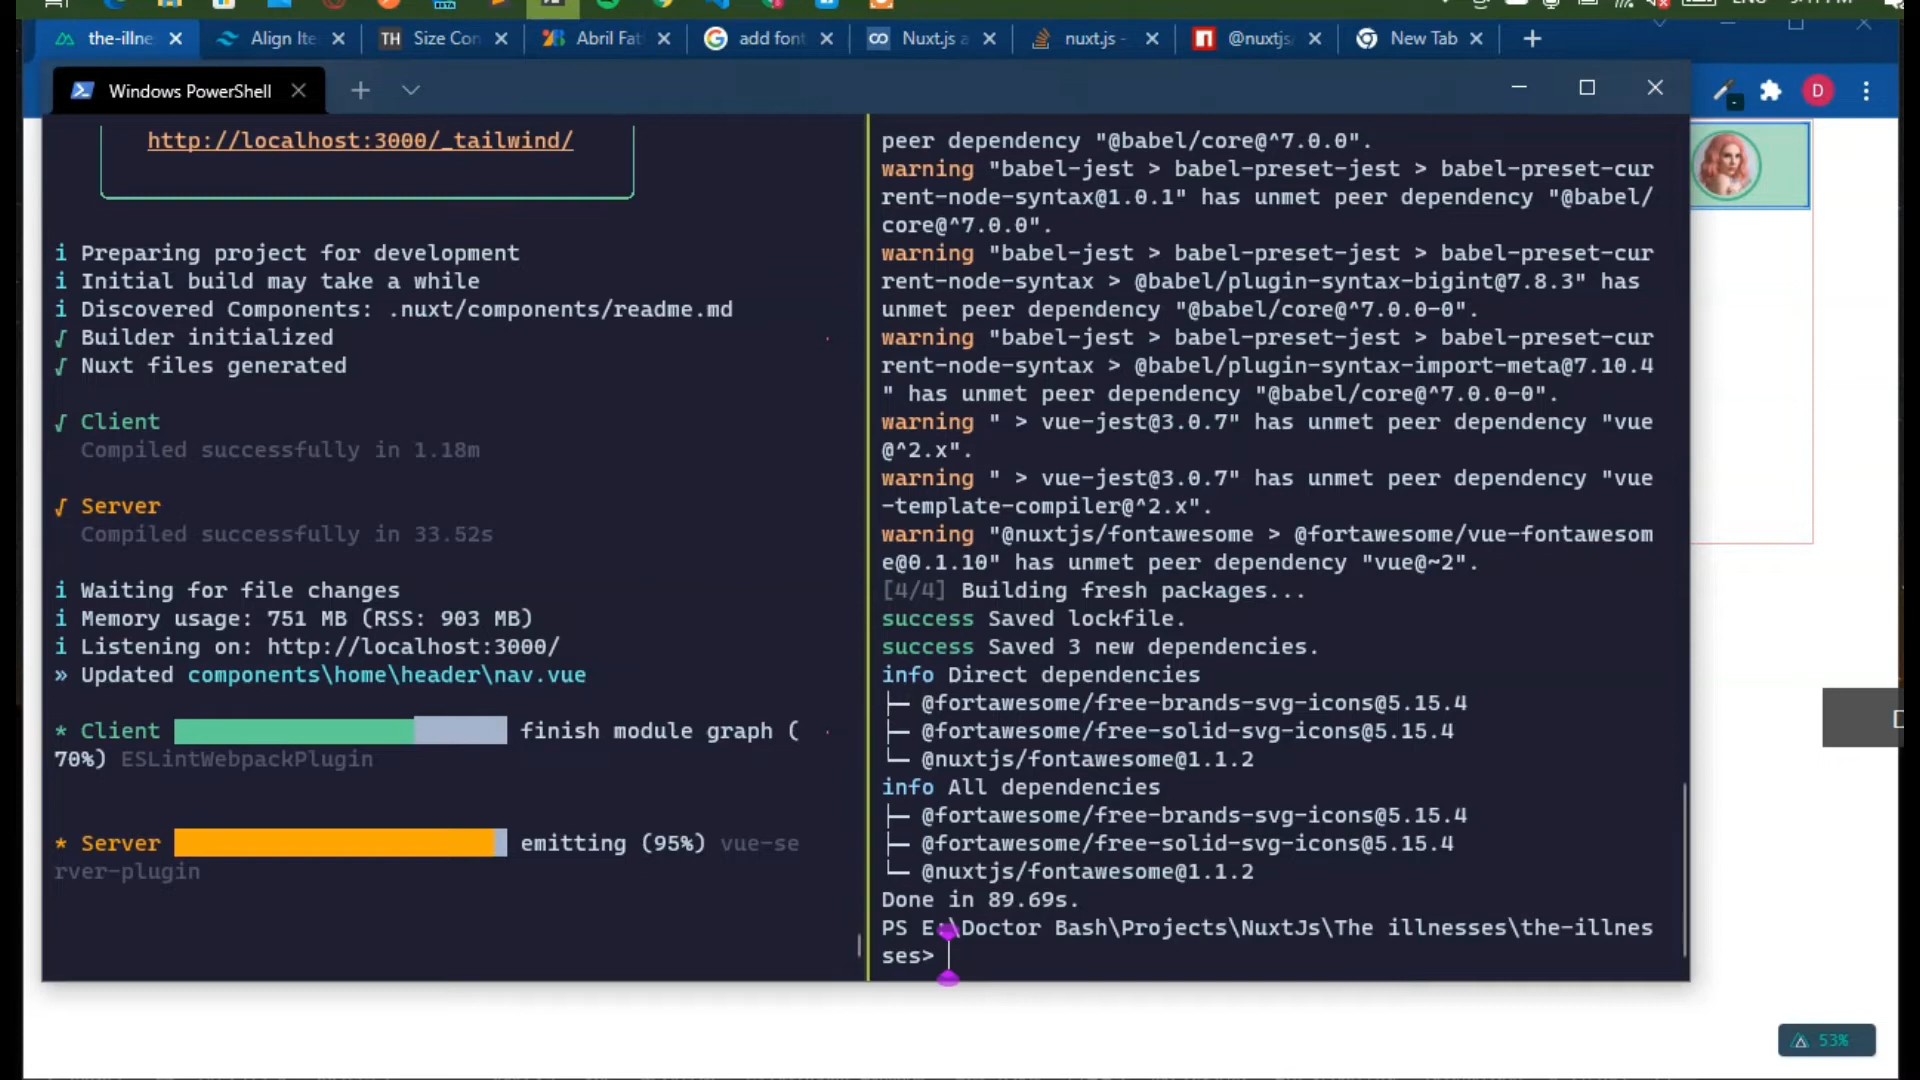 the-illne
Align Ite
TH
Size Con
Abril Fat
add font
Nuxt.js a
nuxt.js -
@nuxtjs/
New Tab
Windows PowerShell
D
http://localhost:3000/_tailwind/
i Preparing project for development
i Initial build may take a while
i Discovered Components: .nuxt/components/readme.md
√ Builder initialized
√ Nuxt files generated
√ Client
Compiled successfully in 1.18m
√ Server
Compiled successfully in 33.52s
i Waiting for file changes
i Memory usage: 751 MB (RSS: 903 MB)
i Listening on: http://localhost:3000/
» Updated components\home\header\nav.vue
* Client finish module graph (
70%) ESLintWebpackPlugin
* Server emitting (95%) vue-se
rver-plugin
peer dependency "@babel/core@^7.0.0".
warning "babel-jest > babel-preset-jest > babel-preset-cur
rent-node-syntax@1.0.1" has unmet peer dependency "@babel/
core@^7.0.0".
warning "babel-jest > babel-preset-jest > babel-preset-cur
rent-node-syntax > @babel/plugin-syntax-bigint@7.8.3" has
unmet peer dependency "@babel/core@^7.0.0-0".
warning "babel-jest > babel-preset-jest > babel-preset-cur
rent-node-syntax > @babel/plugin-syntax-import-meta@7.10.4
" has unmet peer dependency "@babel/core@^7.0.0-0".
warning " > vue-jest@3.0.7" has unmet peer dependency "vue
@^2.x".
warning " > vue-jest@3.0.7" has unmet peer dependency "vue
-template-compiler@^2.x".
warning "@nuxtjs/fontawesome > @fortawesome/vue-fontawesom
e@0.1.10" has unmet peer dependency "vue@~2".
[4/4] Building fresh packages...
success Saved lockfile.
success Saved 3 new dependencies.
info Direct dependencies
├─ @fortawesome/free-brands-svg-icons@5.15.4
├─ @fortawesome/free-solid-svg-icons@5.15.4
└─ @nuxtjs/fontawesome@1.1.2
info All dependencies
├─ @fortawesome/free-brands-svg-icons@5.15.4
├─ @fortawesome/free-solid-svg-icons@5.15.4
└─ @nuxtjs/fontawesome@1.1.2
Done in 89.69s.
PS E:\Doctor Bash\Projects\NuxtJs\The illnesses\the-illnes
ses>
53%